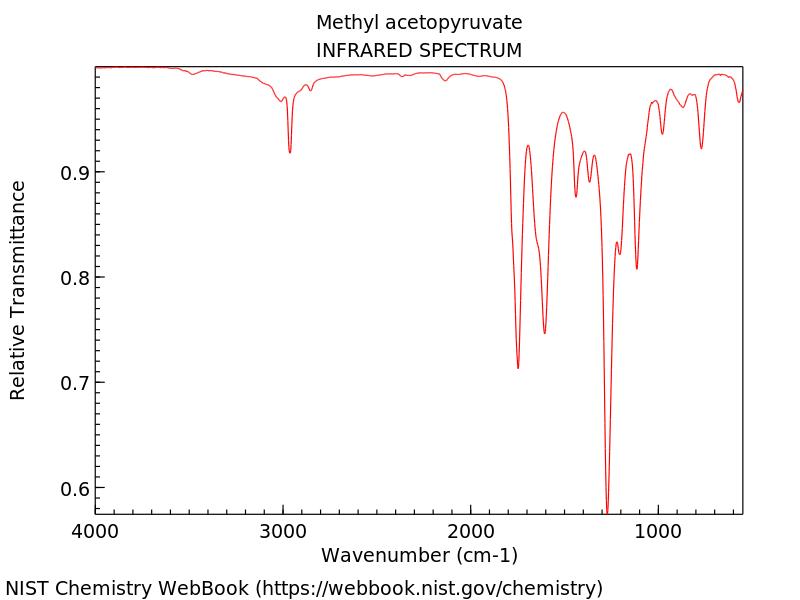 Methyl acetopyruvate
INFRARED SPECTRUM
Relative Transmittance
0.9
0.8
0.7
0.6
4000 3000 2000 1000
Wavenumber (cm-1)
NIST Chemistry WebBook (https://webbook.nist.gov/chemistry)